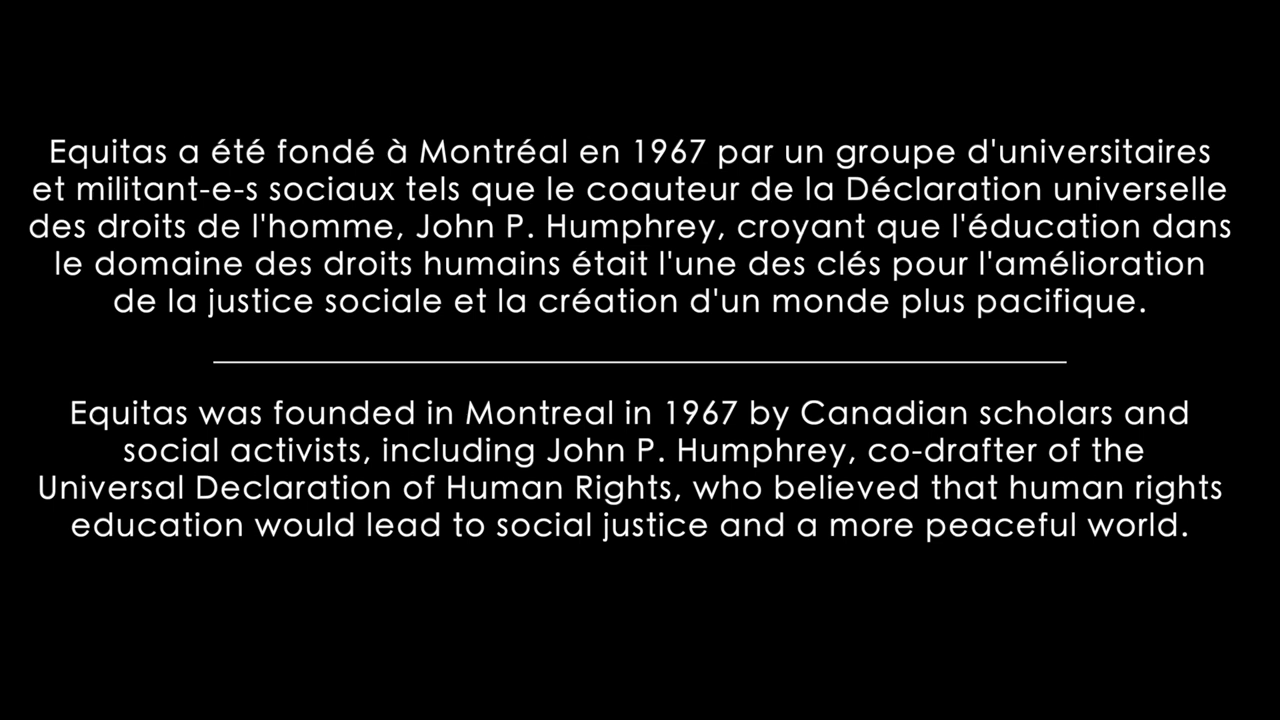 Equitas a été fondé à Montréal en 1967 par un groupe d'universitaires
et militant-e-s sociaux tels que le coauteur de la Déclaration universelle
des droits de l'homme, John P. Humphrey, croyant que l'éducation dans
le domaine des droits humains était l'une des clés pour l'amélioration
de la justice sociale et la création d'un monde plus pacifique.
Equitas was founded in Montreal in 1967 by Canadian scholars and
social activists, including John P. Humphrey, co-drafter of the
Universal Declaration of Human Rights, who believed that human rights
education would lead to social justice and a more peaceful world.